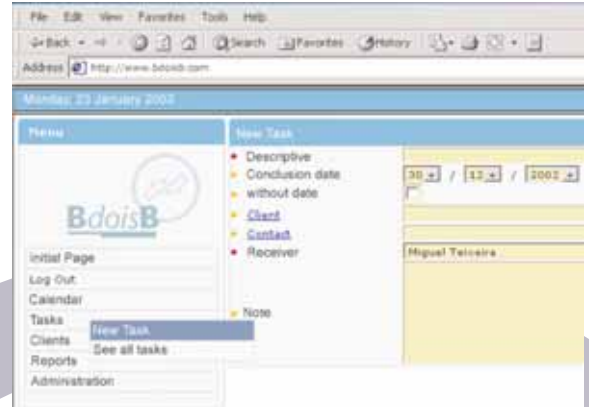 File Edit View Favorites Tools Help
Back Search Favorites History
Address http://www.bdoisb.com
Monday, 23 January 2002
Menu
New Task
Descriptive
Conclusion date 30 / 12 / 2002
without date
Client
Contact
Receiver Miguel Teixeira
Note
BdoisB
Initial Page
Log Out
Calendar
Tasks
New Task
See all tasks
Clients
Reports
Administration